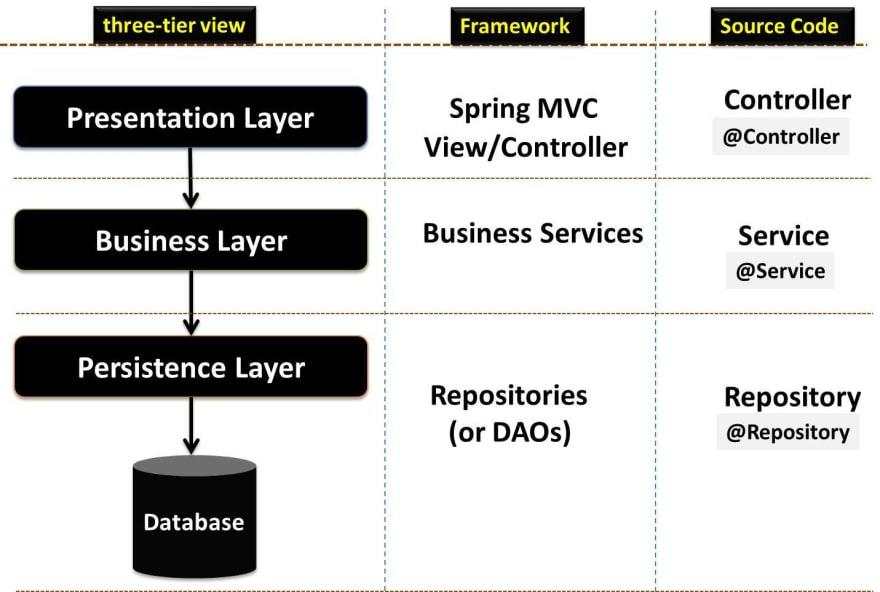 three-tier view
Framework
Source Code
Presentation Layer
Spring MVC
View/Controller
Controller
@Controller
Business Layer
Business Services
Service
@Service
Persistence Layer
Repositories
(or DAOs)
Repository
@Repository
Database